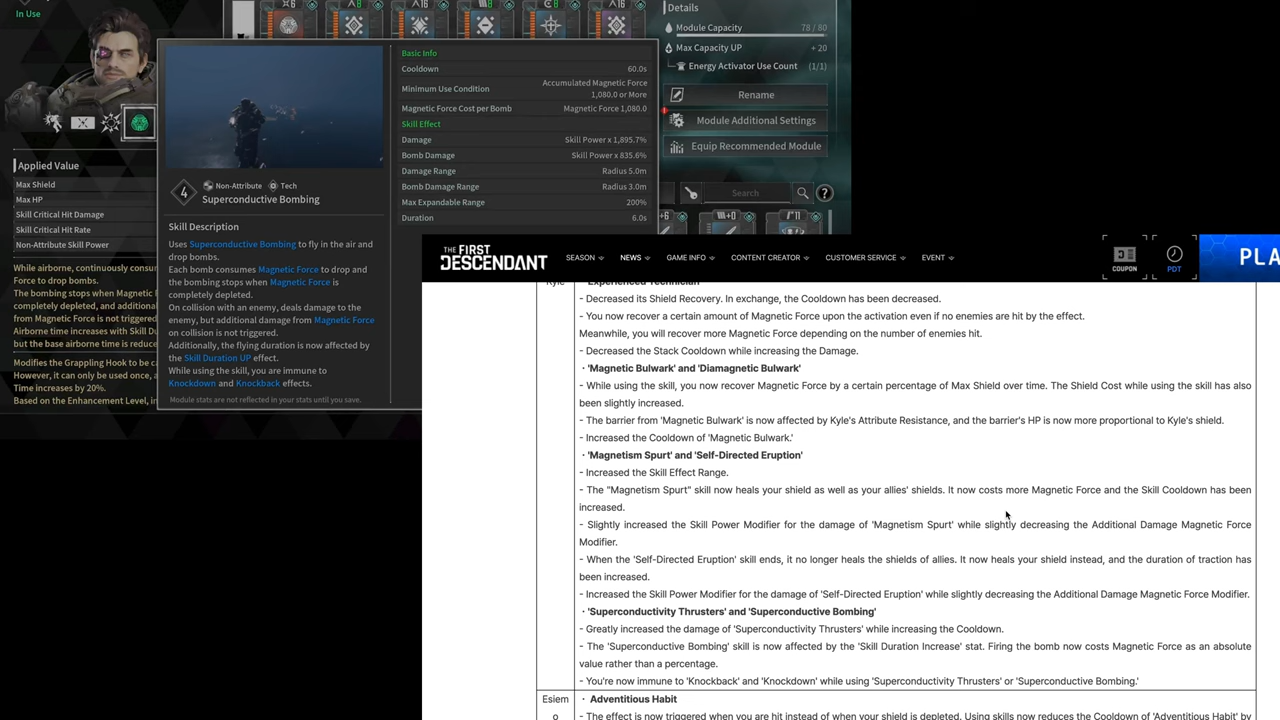 In Use
6
8
16
8
8
16
Details
Module Capacity 78 / 80
Max Capacity UP + 20
Energy Activator Use Count (1/1)
Rename
Module Additional Settings
Equip Recommended Module
Search
?
+6
+0
11
Applied Value
Max Shield
Max HP
Skill Critical Hit Damage
Skill Critical Hit Rate
Non-Attribute Skill Power
While airborne, continuously consu
Force to drop bombs.
The bombing stops when Magnetic F
completely depleted, and additiona
from Magnetic Force is not triggered
Airborne time increases with Skill Du
but the base airborne time is reduce
Modifies the Grappling Hook to be c
However, it can only be used once, a
Time increases by 20%.
Based on the Enhancement Level, in
4
Non-Attribute Tech
Superconductive Bombing
Skill Description
Uses Superconductive Bombing to fly in the air and
drop bombs.
Each bomb consumes Magnetic Force to drop and
the bombing stops when Magnetic Force is
completely depleted.
On collision with an enemy, deals damage to the
enemy, but additional damage from Magnetic Force
on collision is not triggered.
Additionally, the flying duration is now affected by
the Skill Duration UP effect.
While using the skill, you are immune to
Knockdown and Knockback effects.
Module stats are not reflected in your stats until you save.
Basic Info
Cooldown 60.0s
Minimum Use Condition Accumulated Magnetic Force
1,080.0 or More
Magnetic Force Cost per Bomb Magnetic Force 1,080.0
Skill Effect
Damage Skill Power x 1,895.7%
Bomb Damage Skill Power x 835.6%
Damage Range Radius 5.0m
Bomb Damage Range Radius 3.0m
Max Expandable Range 200%
Duration 6.0s
THE FIRST
DESCENDANT
SEASON NEWS GAME INFO CONTENT CREATOR CUSTOMER SERVICE EVENT
COUPON
PDT
PLA
Kyle
Experienced Technician
- Decreased its Shield Recovery. In exchange, the Cooldown has been decreased.
- You now recover a certain amount of Magnetic Force upon the activation even if no enemies are hit by the effect.
Meanwhile, you will recover more Magnetic Force depending on the number of enemies hit.
- Decreased the Stack Cooldown while increasing the Damage.
· 'Magnetic Bulwark' and 'Diamagnetic Bulwark'
- While using the skill, you now recover Magnetic Force by a certain percentage of Max Shield over time. The Shield Cost while using the skill has also
been slightly increased.
- The barrier from 'Magnetic Bulwark' is now affected by Kyle's Attribute Resistance, and the barrier's HP is now more proportional to Kyle's shield.
- Increased the Cooldown of 'Magnetic Bulwark.'
· 'Magnetism Spurt' and 'Self-Directed Eruption'
- Increased the Skill Effect Range.
- The "Magnetism Spurt" skill now heals your shield as well as your allies' shields. It now costs more Magnetic Force and the Skill Cooldown has been
increased.
- Slightly increased the Skill Power Modifier for the damage of 'Magnetism Spurt' while slightly decreasing the Additional Damage Magnetic Force
Modifier.
- When the 'Self-Directed Eruption' skill ends, it no longer heals the shields of allies. It now heals your shield instead, and the duration of traction has
been increased.
- Increased the Skill Power Modifier for the damage of 'Self-Directed Eruption' while slightly decreasing the Additional Damage Magnetic Force Modifier.
· 'Superconductivity Thrusters' and 'Superconductive Bombing'
- Greatly increased the damage of 'Superconductivity Thrusters' while increasing the Cooldown.
- The 'Superconductive Bombing' skill is now affected by the 'Skill Duration Increase' stat. Firing the bomb now costs Magnetic Force as an absolute
value rather than a percentage.
- You're now immune to 'Knockback' and 'Knockdown' while using 'Superconductivity Thrusters' or 'Superconductive Bombing.'
Esiem
o
· Adventitious Habit
- The effect is now triggered when you are hit instead of when your shield is depleted. Using skills now reduces the Cooldown of 'Adventitious Habit' by